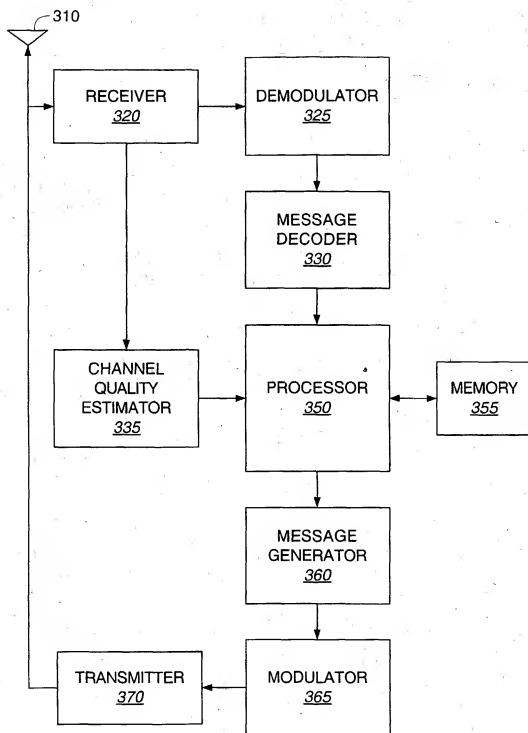 310
RECEIVER
320
DEMODULATOR
325
MESSAGE
DECODER
330
CHANNEL
QUALITY
ESTIMATOR
335
PROCESSOR
350
MEMORY
355
MESSAGE
GENERATOR
360
TRANSMITTER
370
MODULATOR
365